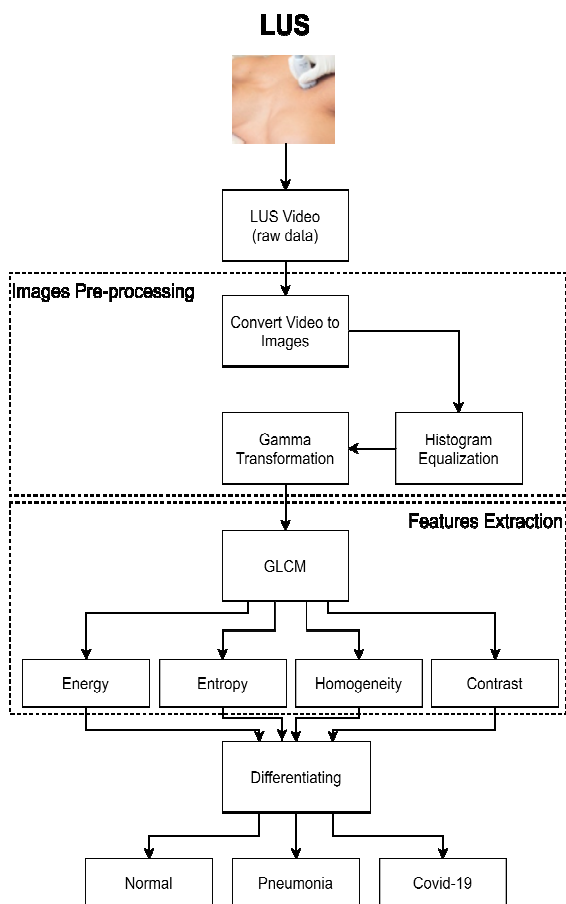 LUS
LUS Video
(raw data)
Images Pre-processing
Convert Video to
Images
Gamma
Transformation
Histogram
Equalization
Features Extraction
GLCM
Energy
Entropy
Homogeneity
Contrast
Differentiating
Normal
Pneumonia
Covid-19